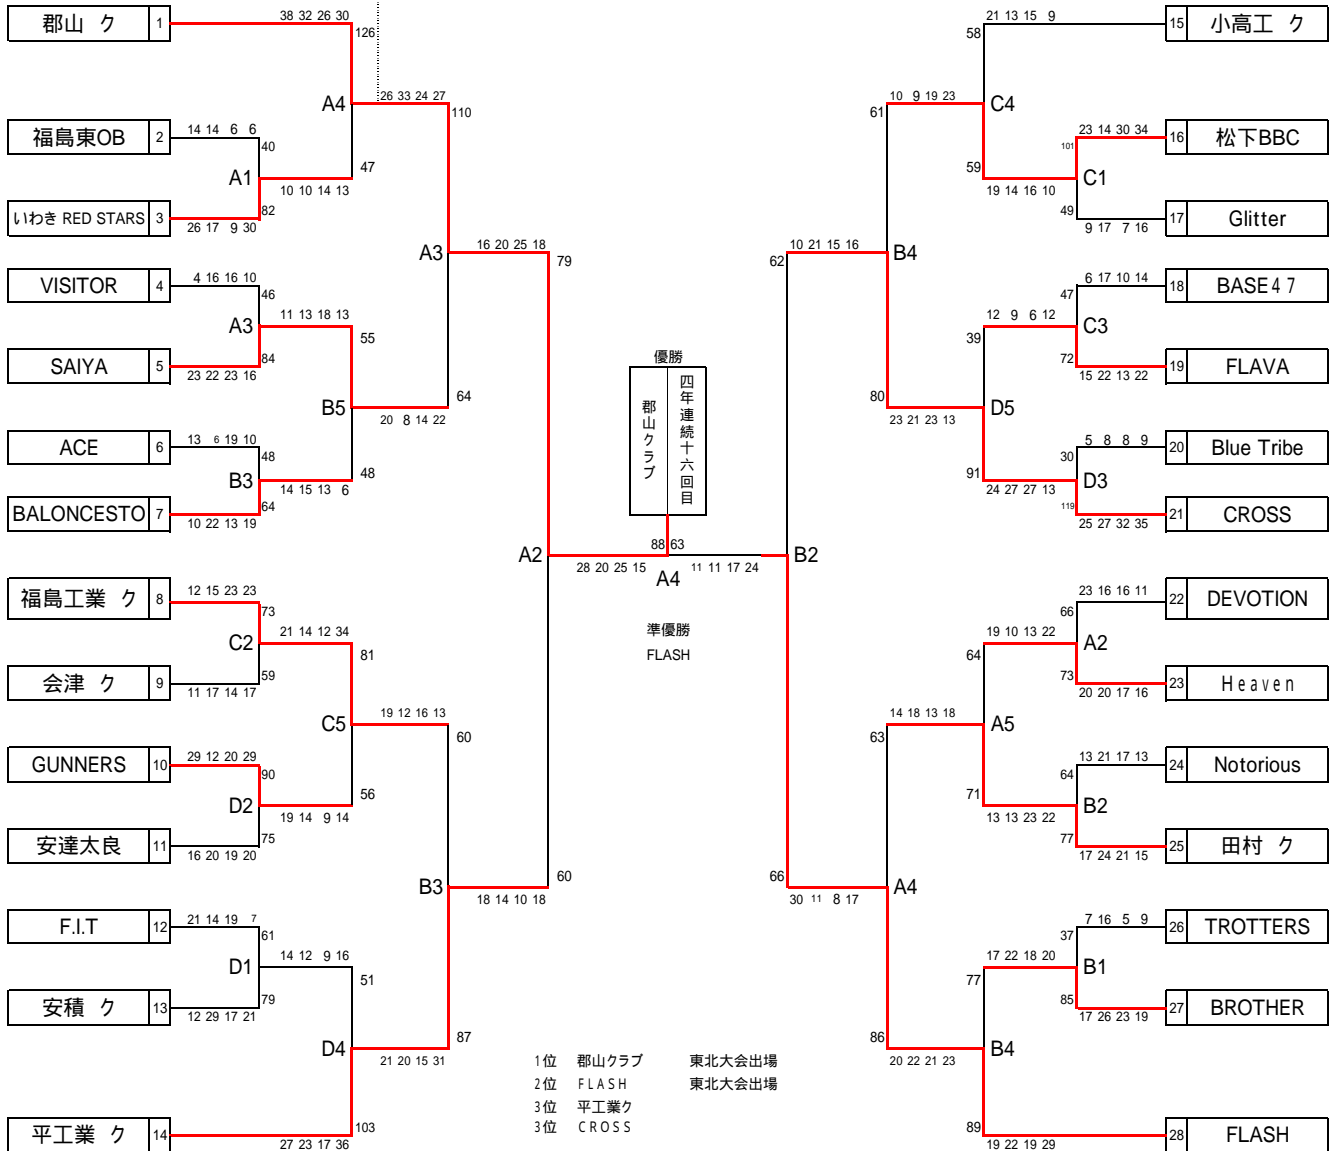 郡山 ク 1
38 32 26 30
126
A4
26 33 24 27
110
福島東OB 2
14 14 6 6
40
A1
10 10 14 13
47
いわき RED STARS 3
26 17 9 30
82
A3
16 20 25 18
79
VISITOR 4
4 16 16 10
46
A3
11 13 18 13
55
SAIYA 5
23 22 23 16
84
B5
20 8 14 22
64
ACE 6
13 6 19 10
48
B3
14 15 13 6
48
BALONCESTO 7
10 22 13 19
64
A2
28 20 25 15
福島工業 ク 8
12 15 23 23
73
C2
21 14 12 34
81
会津 ク 9
11 17 14 17
59
C5
19 12 16 13
60
GUNNERS 10
29 12 20 29
90
D2
19 14 9 14
56
安達太良 11
16 20 19 20
75
B3
18 14 10 18
60
F.I.T 12
21 14 19 7
61
D1
14 12 9 16
51
安積 ク 13
12 29 17 21
79
D4
21 20 15 31
87
平工業 ク 14
27 23 17 36
103
優勝
四年連続十六回目
郡山クラブ
88 63
A4
11 11 17 24
準優勝
FLASH
21 13 15 9
15 小高工 ク
58
10 9 19 23
C4
61
23 14 30 34
16 松下BBC
101
C1
19 14 16 10
59
49
9 17 7 16
17 Glitter
10 21 15 16
B4
62
6 17 10 14
18 BASE47
47
C3
12 9 6 12
39
72
15 22 13 22
19 FLAVA
23 21 23 13
D5
80
5 8 8 9
20 Blue Tribe
30
D3
24 27 27 13
91
119
25 27 32 35
21 CROSS
B2
23 16 16 11
22 DEVOTION
66
A2
19 10 13 22
64
73
20 20 17 16
23 Heaven
14 18 13 18
A5
63
13 21 17 13
24 Notorious
64
B2
13 13 23 22
71
77
17 24 21 15
25 田村 ク
30 11 8 17
A4
66
7 16 5 9
26 TROTTERS
37
B1
17 22 18 20
77
85
17 26 23 19
27 BROTHER
20 22 21 23
B4
86
89
19 22 19 29
28 FLASH
1位 郡山クラブ 東北大会出場
2位 FLASH 東北大会出場
3位 平工業ク
3位 CROSS